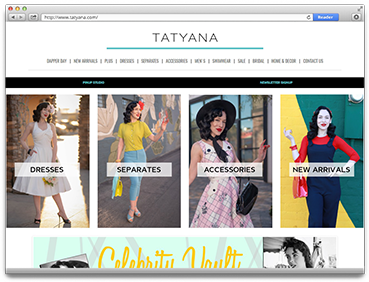 http://www.tatyana.com/
Reader
TATYANA
DAPPER DAY | NEW ARRIVALS | PLUS | DRESSES | SEPARATES | ACCESSORIES | MEN'S | SWIMWEAR | SALE | BRIDAL | HOME & DECOR | CONTACT US
PINUP SOUND NEWSLETTER SIGNUP
DRESSES SEPARATES ACCESSORIES NEW ARRIVALS
Celebrity Vault